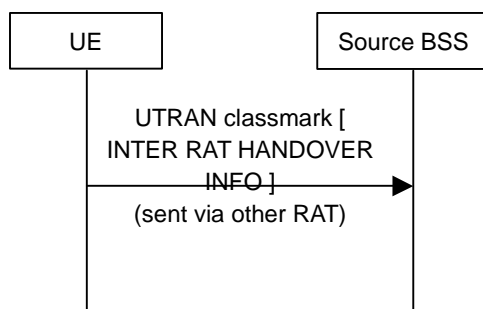 UE
Source BSS
UTRAN classmark [
INTER RAT HANDOVER
INFO ]
(sent via other RAT)